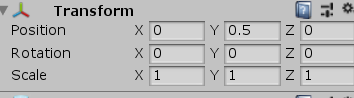 Transform
Position X 0 Y 0.5 Z 0
Rotation X 0 Y 0 Z 0
Scale X 1 Y 1 Z 1